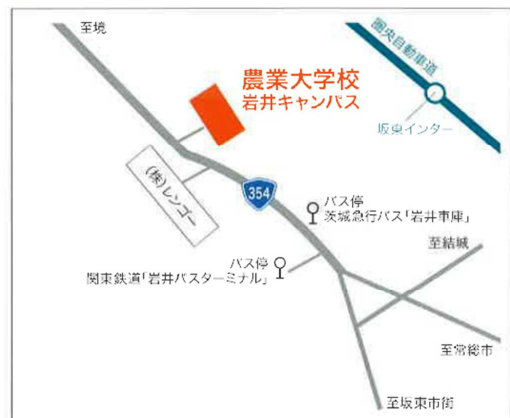 至境
圏央自動車道
農業大学校
岩井キャンパス
坂東インター
(株)レンゴー
354
バス停
茨城急行バス「岩井車庫」
至結城
バス停
関東鉄道「岩井バスターミナル」
至常総市
至坂東市街